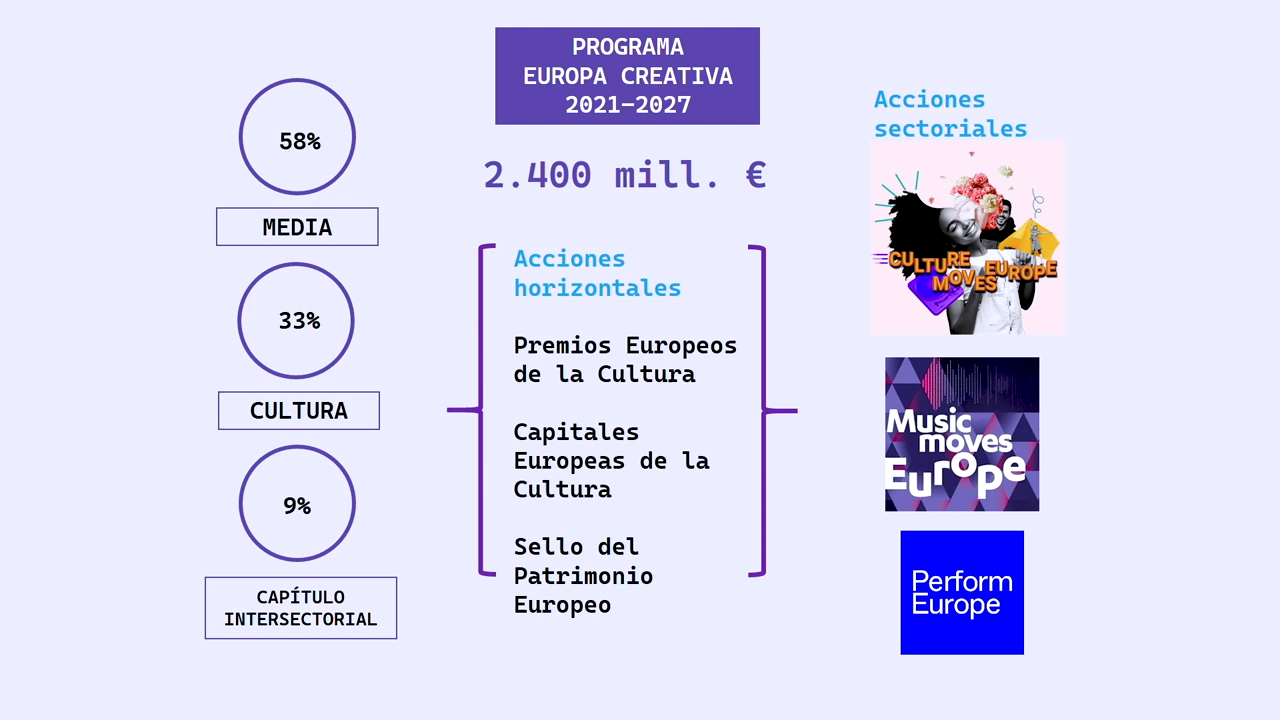 PROGRAMA
EUROPA CREATIVA
2021–2027
2.400 mill. €
58%
MEDIA
33%
CULTURA
9%
CAPÍTULO
INTERSECTORIAL
Acciones
horizontales
Premios Europeos
de la Cultura
Capitales
Europeas de la
Cultura
Sello del
Patrimonio
Europeo
Acciones
sectoriales
CULTURE
MOVES EUROPE
Music
moves
Europe
Perform
Europe